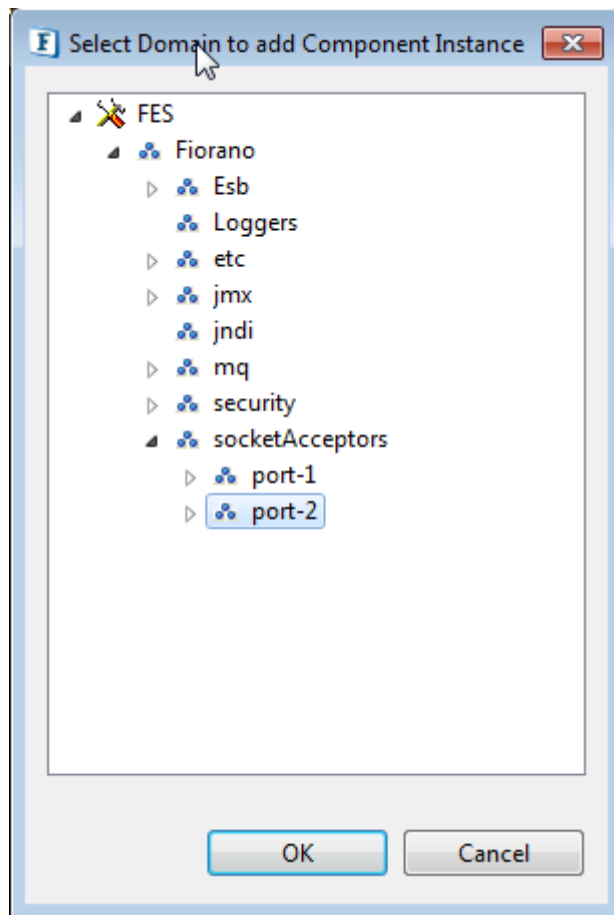 Select Domain to add Component Instance
FES
Fiorano
Esb
Loggers
etc
jmx
jndi
mq
security
socketAcceptors
port-1
port-2
OK
Cancel